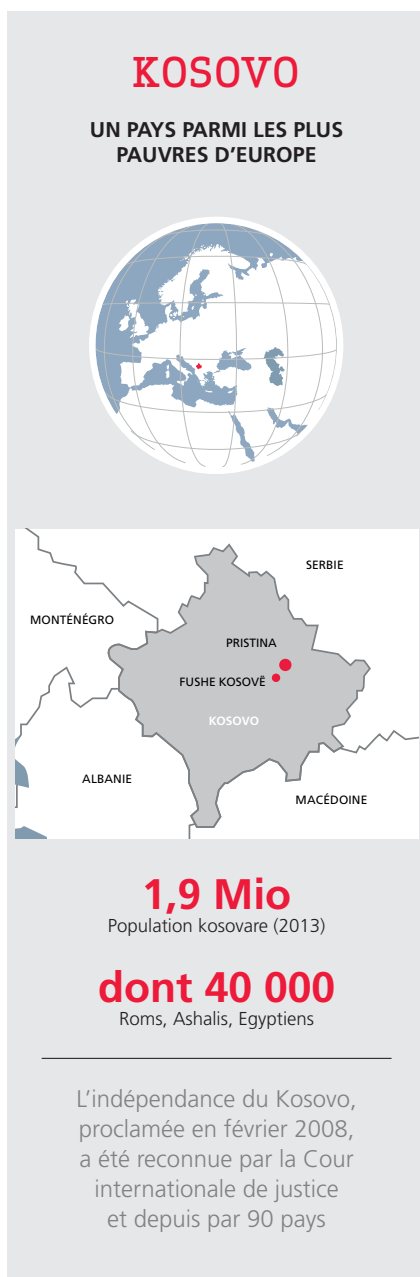 KOSOVO
UN PAYS PARMI LES PLUS
PAUVRES D'EUROPE
SERBIE
MONTÉNÉGRO
PRISTINA
FUSHE KOSOVË
KOSOVO
ALBANIE
MACÉDOINE
1,9 Mio
Population kosovare (2013)
dont 40 000
Roms, Ashalis, Egyptiens
L'indépendance du Kosovo,
proclamée en février 2008,
a été reconnue par la Cour
internationale de justice
et depuis par 90 pays